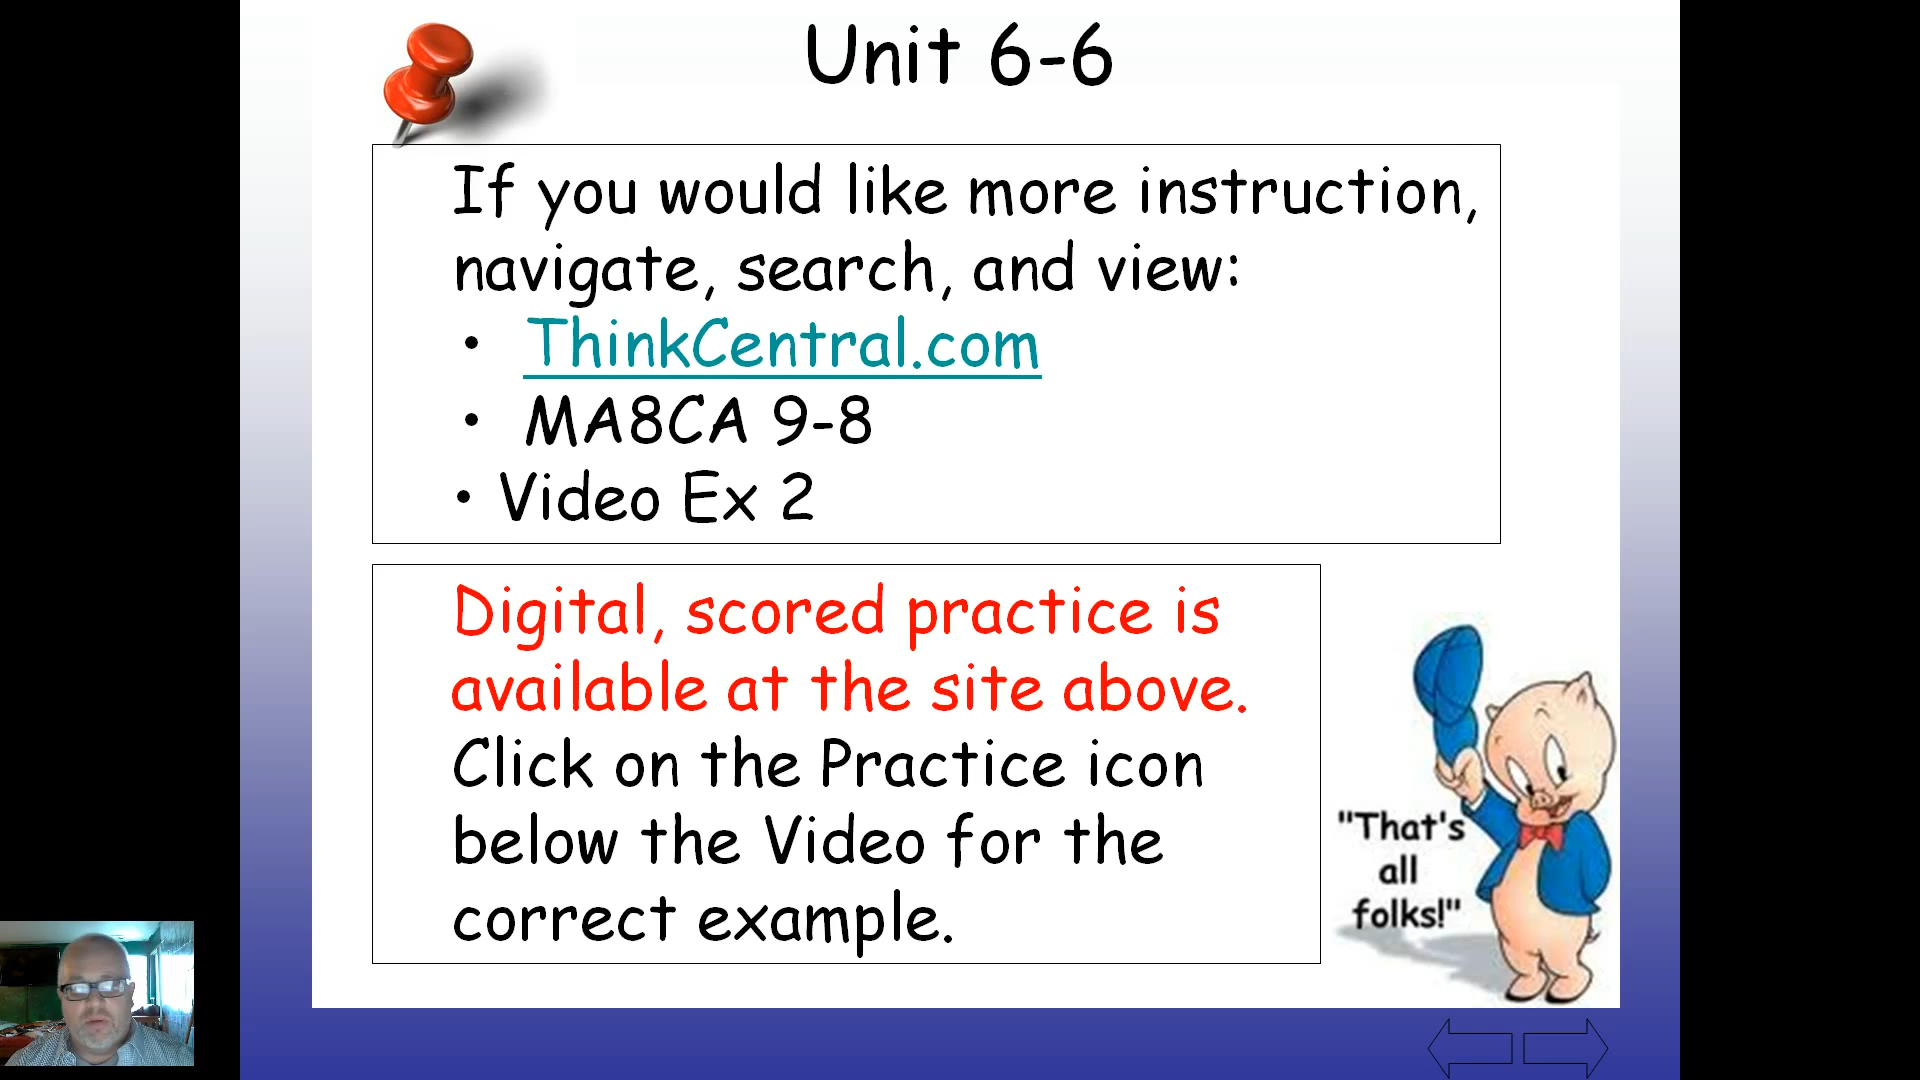 Unit 6-6
If you would like more instruction,
navigate, search, and view:
• ThinkCentral.com
• MA8CA 9-8
• Video Ex 2
Digital, scored practice is
available at the site above.
Click on the Practice icon
below the Video for the
correct example.
"That's
all
folks!"